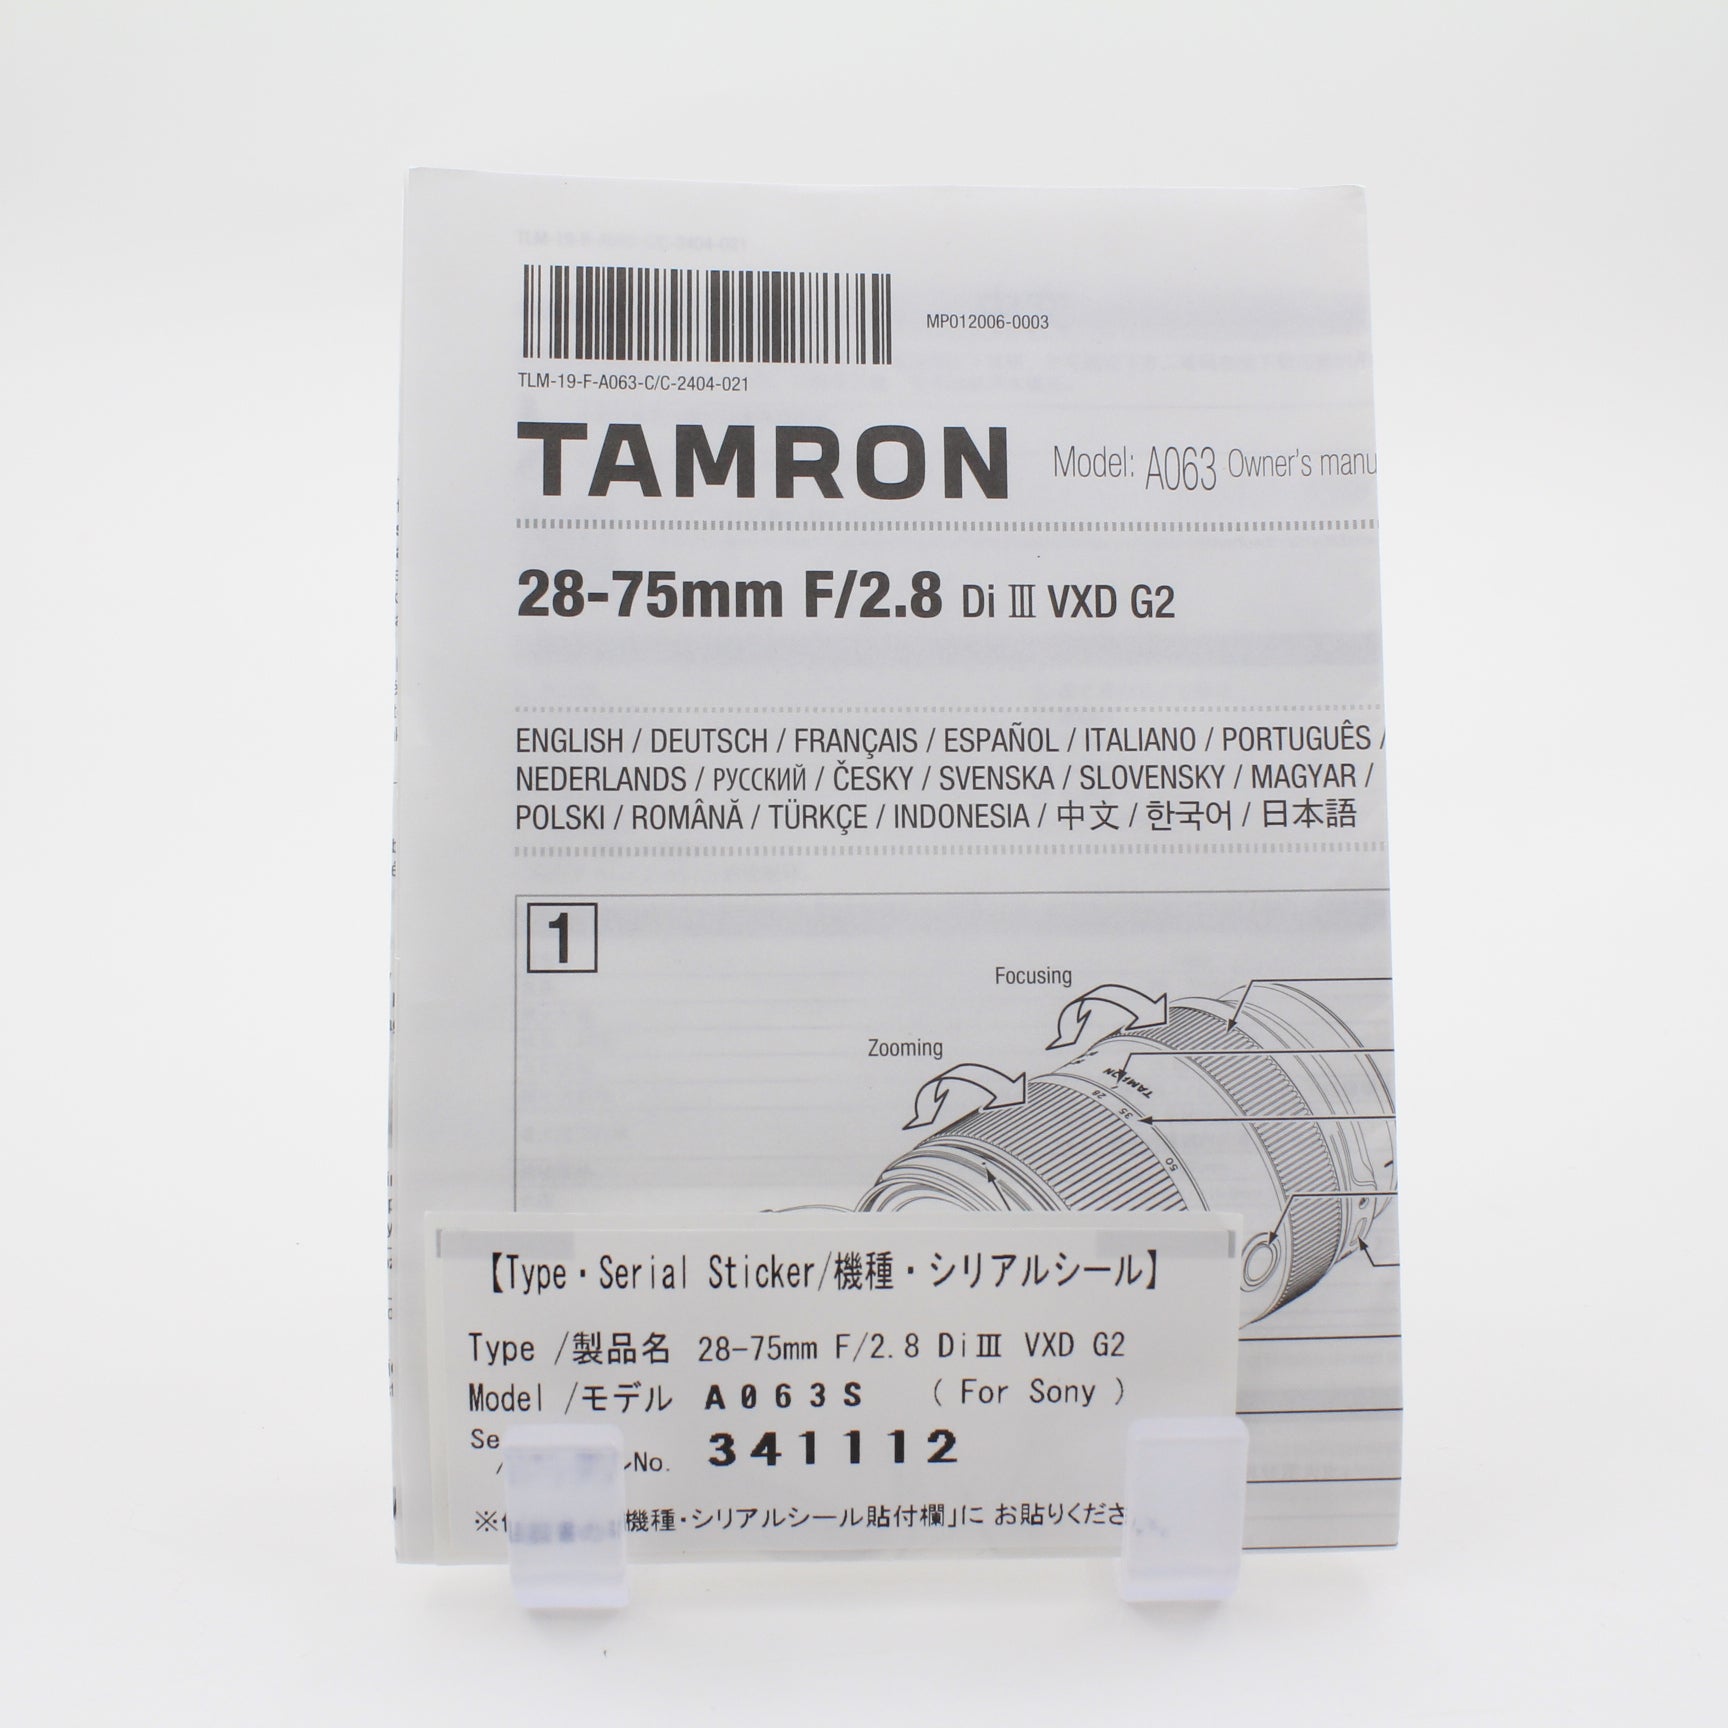 MP012006-0003
TLM-19-F-A063-C/C-2404-021
TAMRON Model: A063 Owner's manu
28-75mm F/2.8 Di III VXD G2
ENGLISH / DEUTSCH / FRANÇAIS / ESPAÑOL / ITALIANO / PORTUGUÊS /
NEDERLANDS / РУССКИЙ / ČESKY / SVENSKA / SLOVENSKY / MAGYAR /
POLSKI / ROMÂNĂ / TÜRKÇE / INDONESIA / 中文 / 한국어 / 日本語
1
Focusing
Zooming
TAMRON
28
35
50
【Type・Serial Sticker/機種・シリアルシール】
Type /製品名 28-75mm F/2.8 DiⅢ VXD G2
Model /モデル A063S ( For Sony )
Se
No. 341112
※ 機種・シリアルシール貼付欄」に お貼りくださ